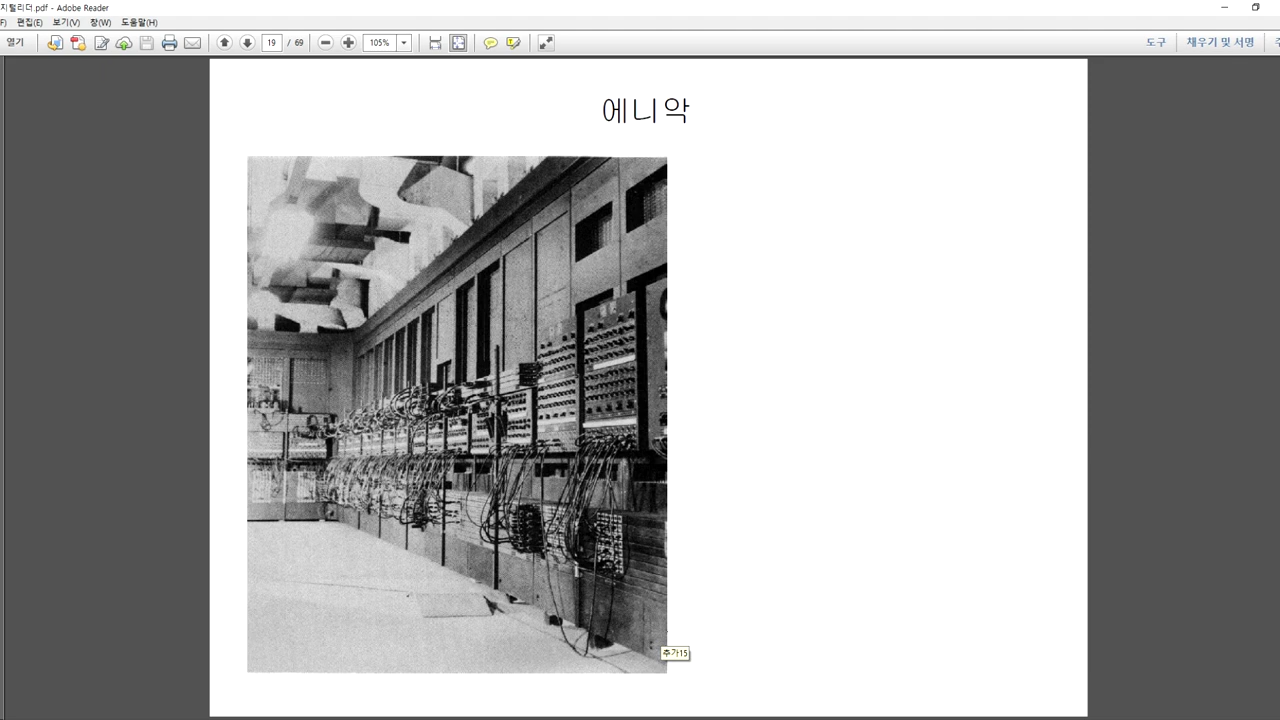 지털리더.pdf - Adobe Reader
F) 편집(E) 보기(V) 창(W) 도움말(H)
열기 19 / 69 105% 도구 채우기 및 서명
에니악
추가15